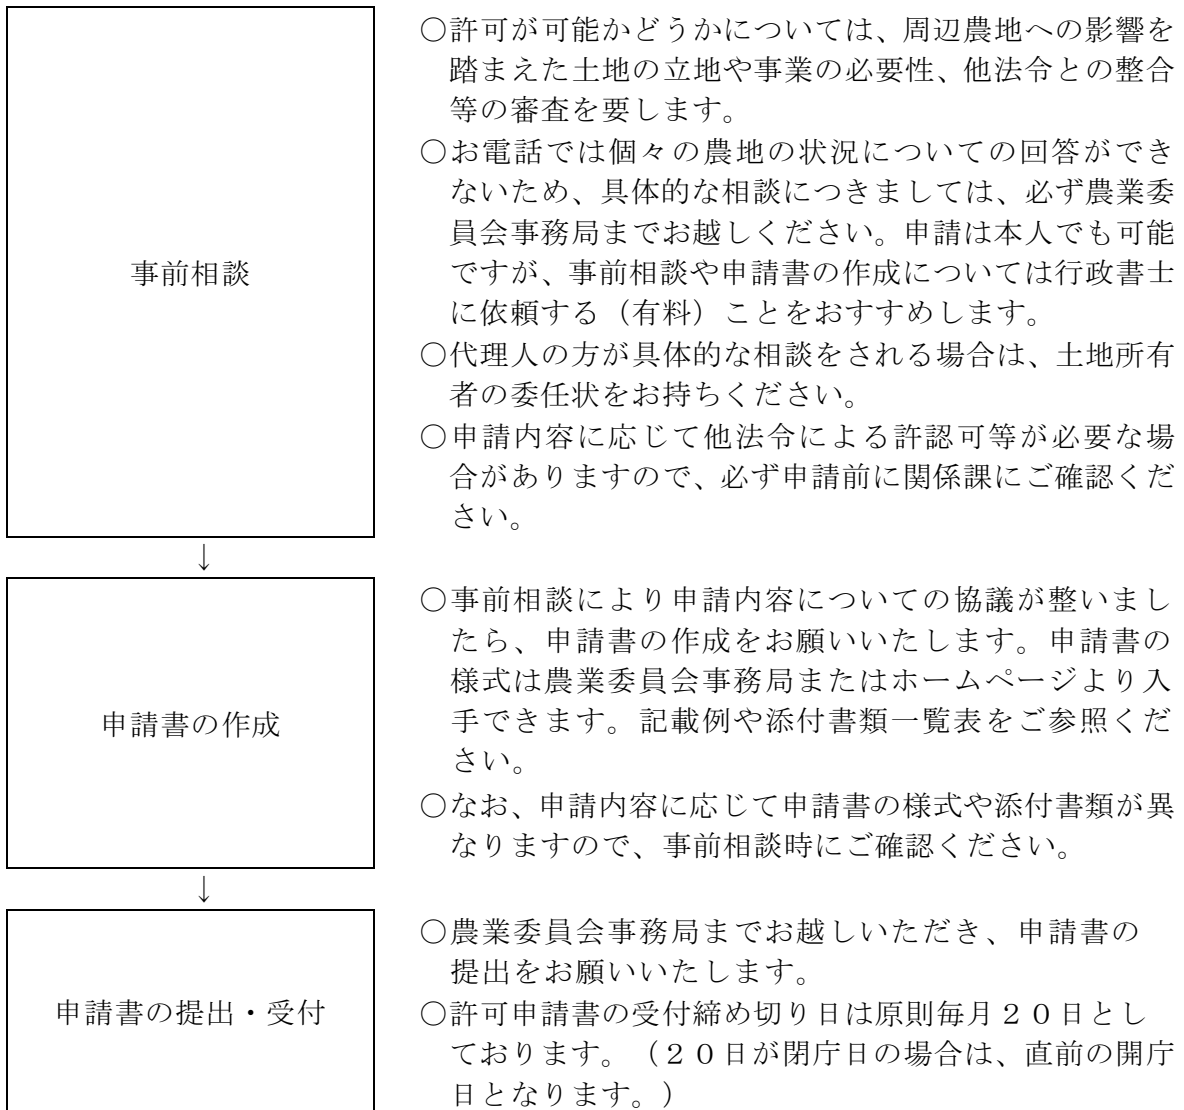 事前相談
○許可が可能かどうかについては、周辺農地への影響を
踏まえた土地の立地や事業の必要性、他法令との整合
等の審査を要します。
○お電話では個々の農地の状況についての回答ができ
ないため、具体的な相談につきましては、必ず農業委
員会事務局までお越しください。申請は本人でも可能
ですが、事前相談や申請書の作成については行政書士
に依頼する（有料）ことをおすすめします。
○代理人の方が具体的な相談をされる場合は、土地所有
者の委任状をお持ちください。
○申請内容に応じて他法令による許認可等が必要な場
合がありますので、必ず申請前に関係課にご確認くだ
さい。
↓
申請書の作成
○事前相談により申請内容についての協議が整いまし
たら、申請書の作成をお願いいたします。申請書の
様式は農業委員会事務局またはホームページより入
手できます。記載例や添付書類一覧表をご参照くだ
さい。
○なお、申請内容に応じて申請書の様式や添付書類が異
なりますので、事前相談時にご確認ください。
↓
申請書の提出・受付
○農業委員会事務局までお越しいただき、申請書の
提出をお願いいたします。
○許可申請書の受付締め切り日は原則毎月２０日とし
ております。（２０日が閉庁日の場合は、直前の開庁
日となります。）